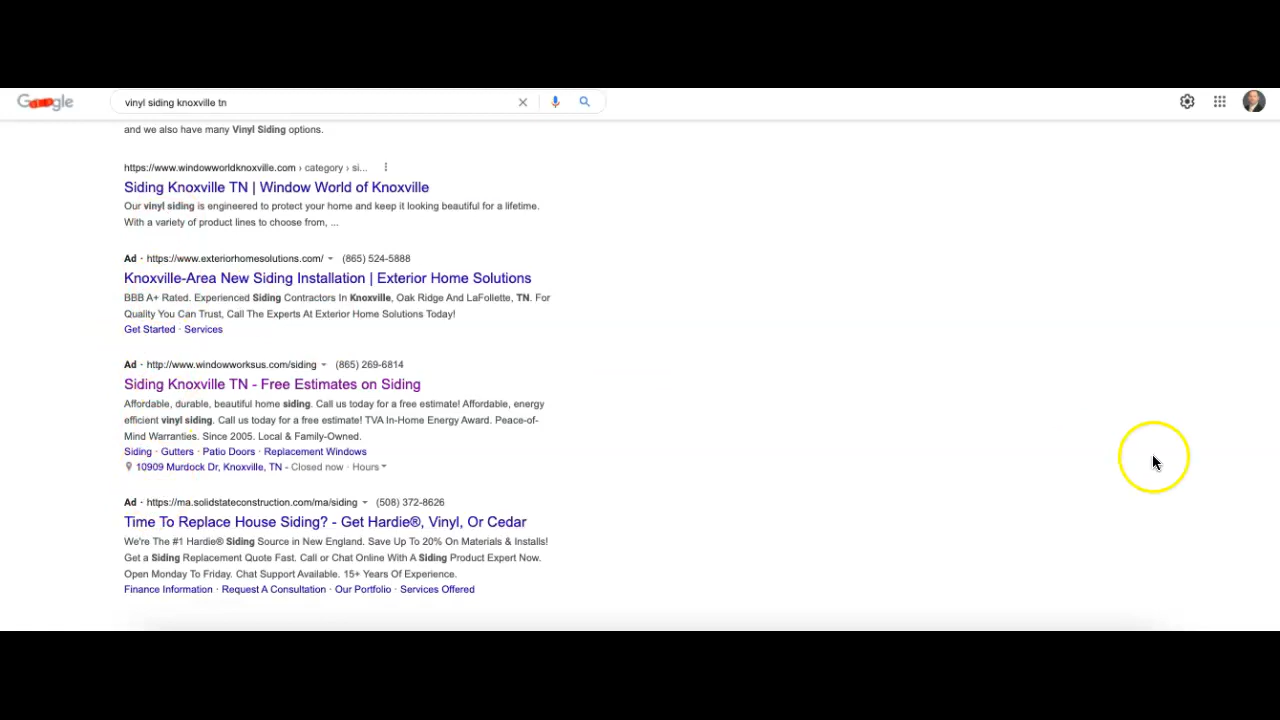 Google
vinyl siding knoxville tn
and we also have many Vinyl Siding options.
https://www.windowworldknoxville.com › category › si...
Siding Knoxville TN | Window World of Knoxville
Our vinyl siding is engineered to protect your home and keep it looking beautiful for a lifetime.
With a variety of product lines to choose from, ...
Ad · https://www.exteriorhomesolutions.com/ (865) 524-5888
Knoxville-Area New Siding Installation | Exterior Home Solutions
BBB A+ Rated. Experienced Siding Contractors In Knoxville, Oak Ridge And LaFollette, TN. For
Quality You Can Trust, Call The Experts At Exterior Home Solutions Today!
Get Started · Services
Ad · http://www.windowworksus.com/siding (865) 269-6814
Siding Knoxville TN - Free Estimates on Siding
Affordable, durable, beautiful home siding. Call us today for a free estimate! Affordable, energy
efficient vinyl siding. Call us today for a free estimate! TVA In-Home Energy Award. Peace-of-
Mind Warranties. Since 2005. Local & Family-Owned.
Siding · Gutters · Patio Doors · Replacement Windows
10909 Murdock Dr, Knoxville, TN - Closed now · Hours
Ad · https://ma.solidstateconstruction.com/ma/siding (508) 372-8626
Time To Replace House Siding? - Get Hardie®, Vinyl, Or Cedar
We're The #1 Hardie® Siding Source in New England. Save Up To 20% On Materials & Installs!
Get a Siding Replacement Quote Fast. Call or Chat Online With A Siding Product Expert Now.
Open Monday To Friday. Chat Support Available. 15+ Years Of Experience.
Finance Information · Request A Consultation · Our Portfolio · Services Offered